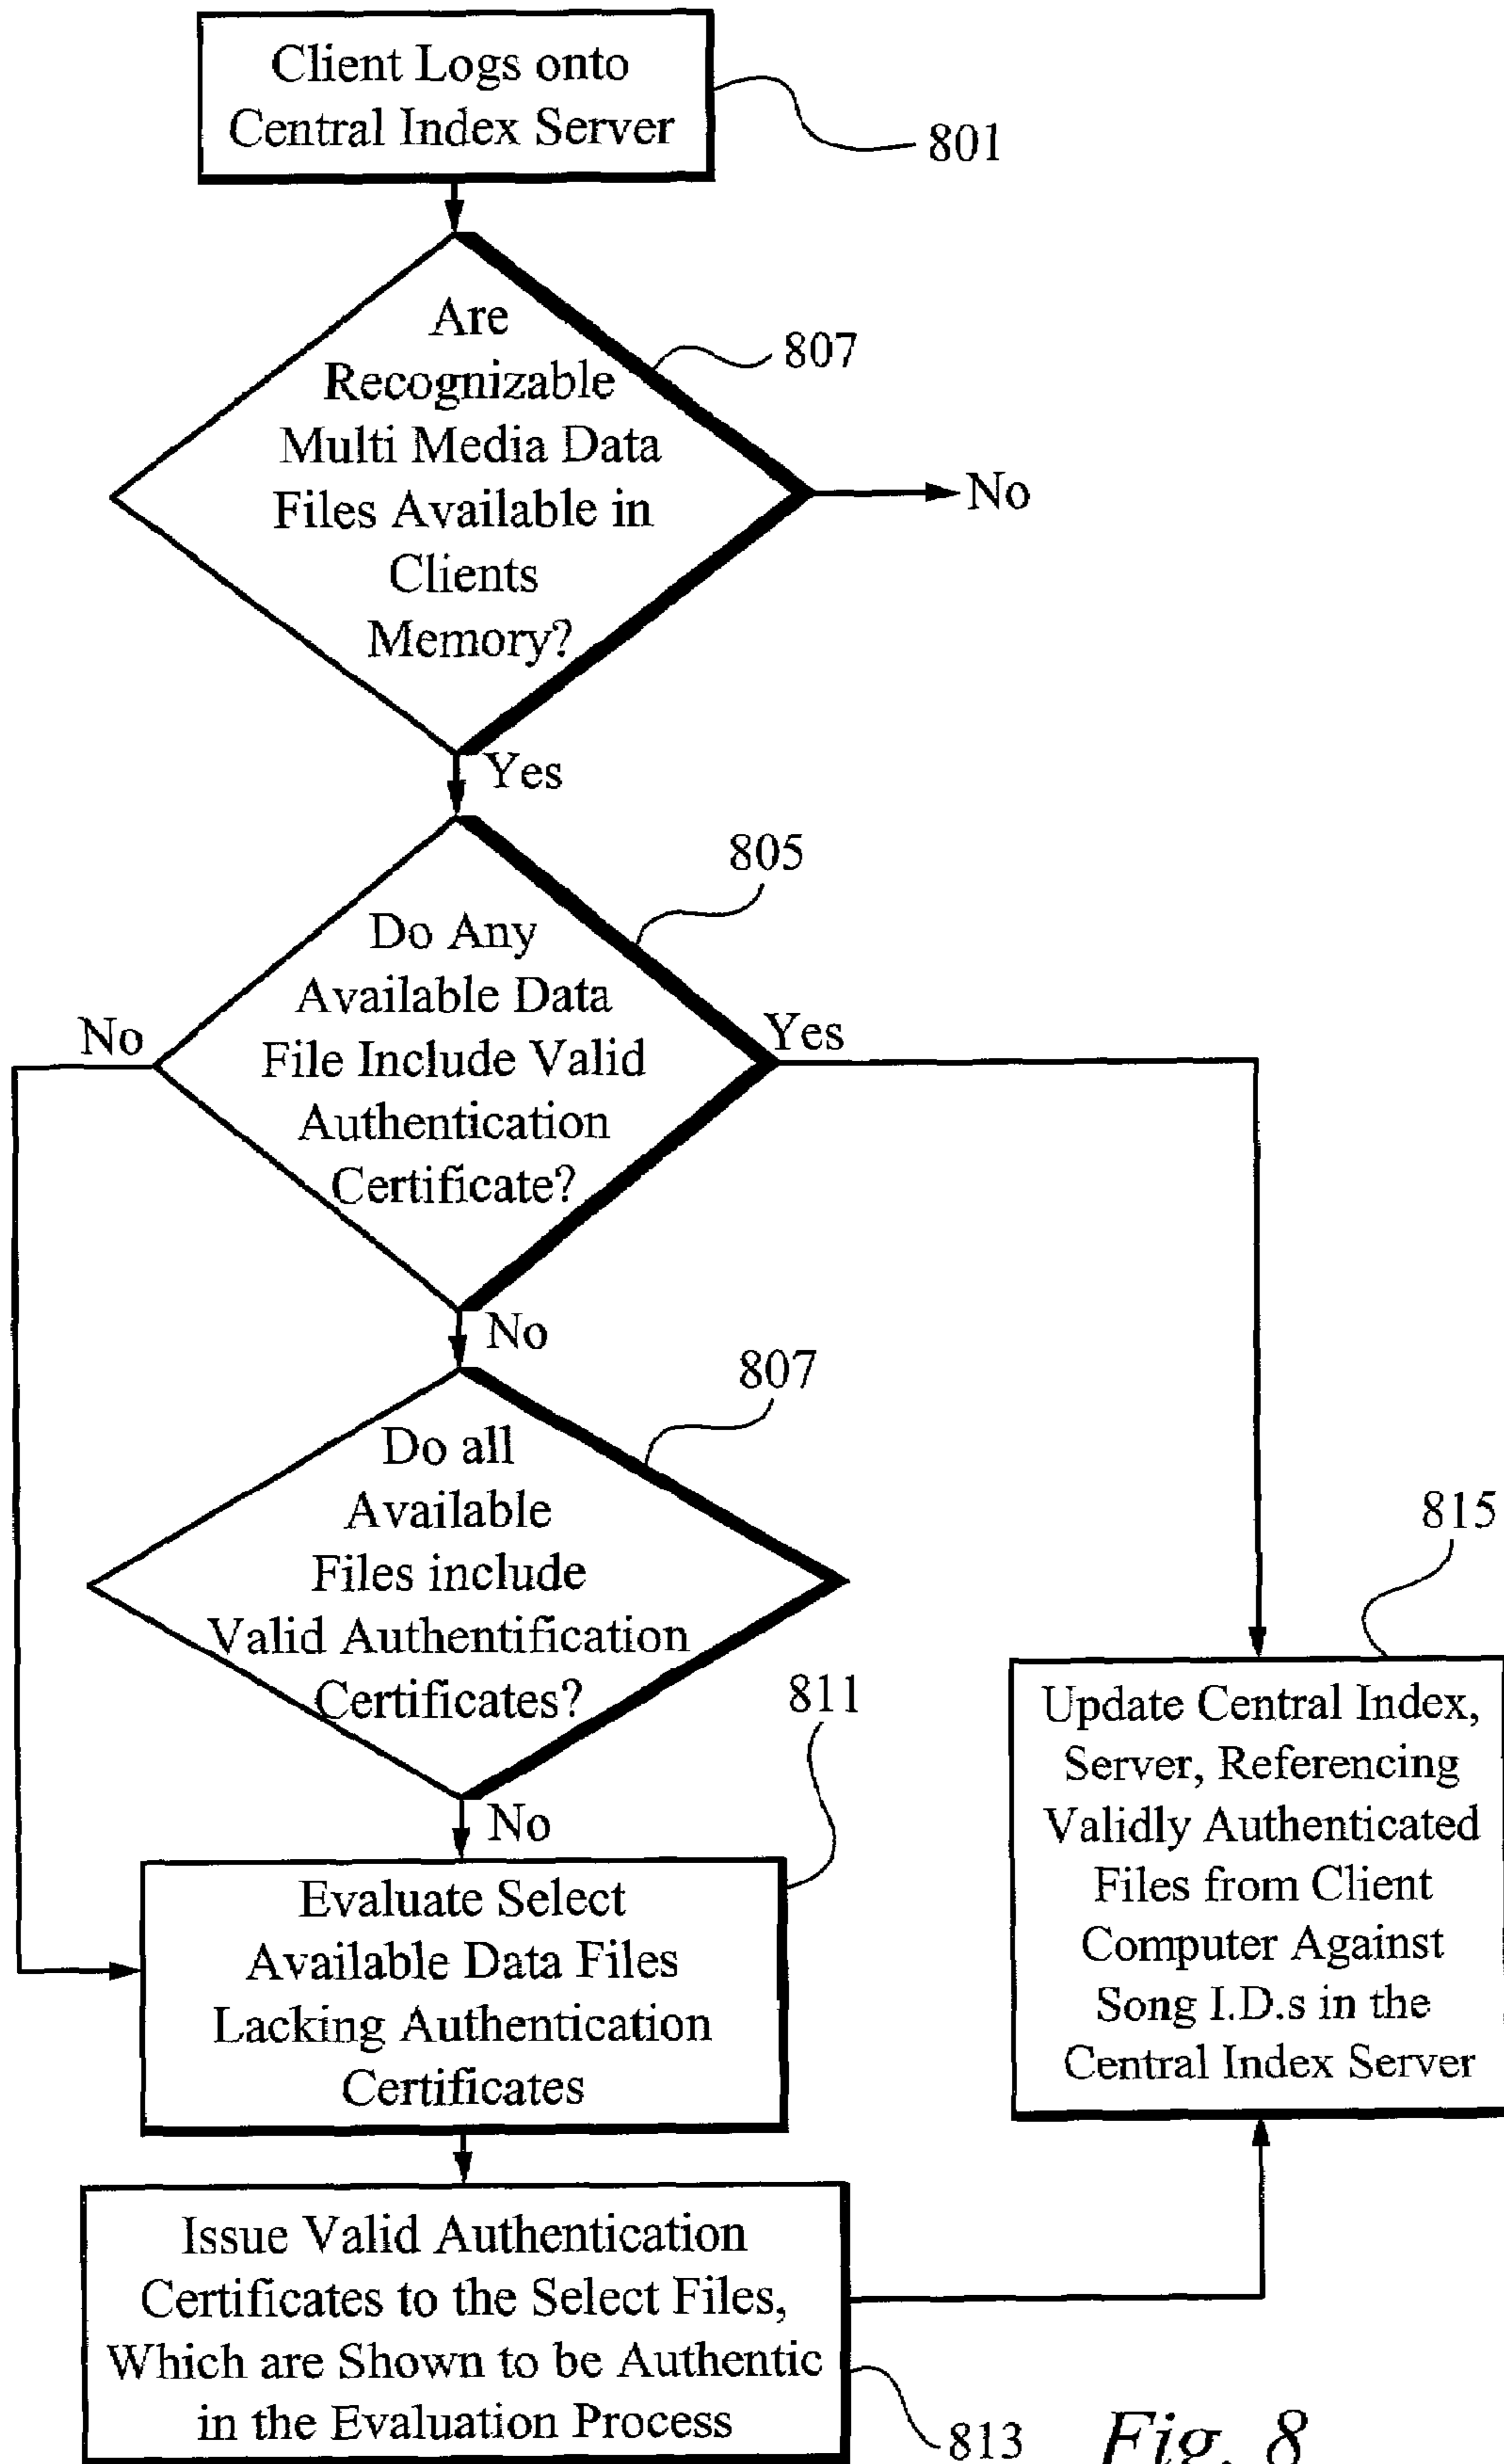 Client Logs onto
Central Index Server
801
Are
Recognizable
Multi Media Data
Files Available in
Clients
Memory?
807
No
Yes
805
Do Any
Available Data
File Include Valid
Authentication
Certificate?
No
Yes
No
807
Do all
Available
Files include
Valid Authentification
Certificates?
No
811
Evaluate Select
Available Data Files
Lacking Authentication
Certificates
815
Update Central Index,
Server, Referencing
Validly Authenticated
Files from Client
Computer Against
Song I.D.s in the
Central Index Server
Issue Valid Authentication
Certificates to the Select Files,
Which are Shown to be Authentic
in the Evaluation Process
813
Fig. 8